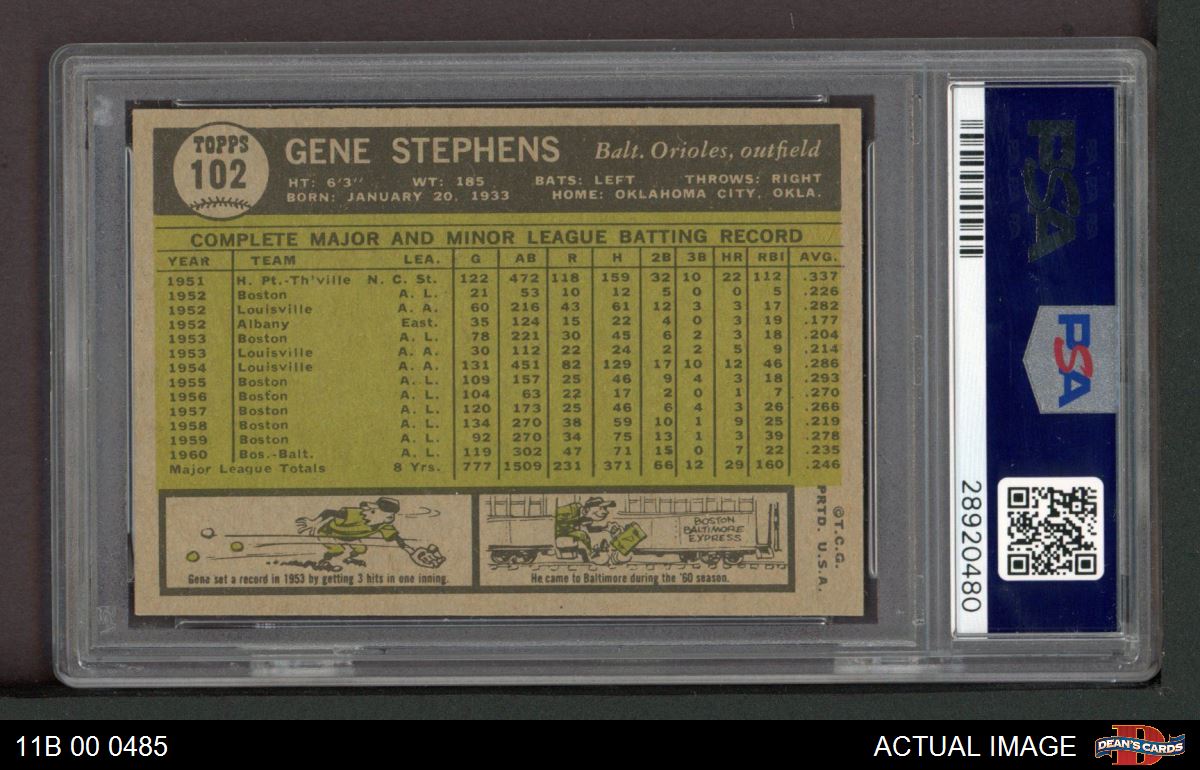 TOPPS
102
GENE STEPHENS Balt. Orioles, outfield
HT: 6'3" WT: 185 BATS: LEFT THROWS: RIGHT
BORN: JANUARY 20, 1933 HOME: OKLAHOMA CITY, OKLA.
COMPLETE MAJOR AND MINOR LEAGUE BATTING RECORD
YEAR TEAM LEA. G AB R H 2B 3B HR RBI AVG.
1951 H. Pt.-Th'ville N. C. St. 122 472 118 159 32 10 22 112 .337
1952 Boston A. L. 21 53 10 12 5 0 0 5 .226
1952 Louisville A. A. 60 216 43 61 12 3 3 17 .282
1952 Albany East. 35 124 15 22 4 0 3 19 .177
1953 Boston A. L. 78 221 30 45 6 2 3 18 .204
1953 Louisville A. A. 30 112 22 24 2 2 5 9 .214
1954 Louisville A. A. 131 451 82 129 17 10 12 46 .286
1955 Boston A. L. 109 157 25 46 9 4 3 18 .293
1956 Boston A. L. 104 63 22 17 2 0 1 7 .270
1957 Boston A. L. 120 173 25 46 6 4 3 26 .266
1958 Boston A. L. 134 270 38 59 10 1 9 25 .219
1959 Boston A. L. 92 270 34 75 13 1 3 39 .278
1960 Bos.-Balt. A. L. 119 302 47 71 15 0 7 22 .235
Major League Totals 8 Yrs. 777 1509 231 371 66 12 29 160 .246
Gene set a record in 1953 by getting 3 hits in one inning.
BOSTON
BALTIMORE
EXPRESS
He came to Baltimore during the '60 season.
©T.C.G.
PRTD. U.S.A.
PSA
PSA
28920480
11B 00 0485
ACTUAL IMAGE
D
DEAN'S CARDS